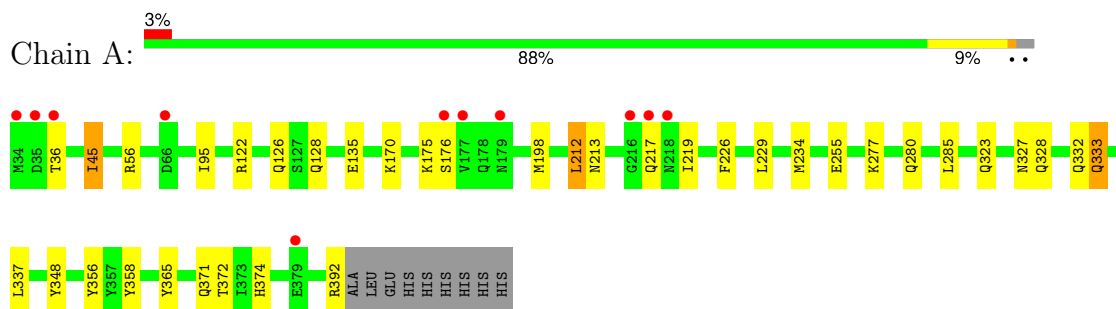 3%
Chain A:
88% 9% • •
M34 D35 T36 I45 R56 D66 I95 R122 Q126 S127 Q128 E135 K170 K175 S176 V177 Q178 N179 M198 L212 N213 G216 Q217 N218 I219 F226 L229 M234 E255 K277 Q280 L285 Q323 N327 Q328 Q332 Q333
L337 Y348 Y356 Y357 Y358 Y365 Q371 T372 I373 H374 E379 R392 ALA LEU GLU HIS HIS HIS HIS HIS HIS